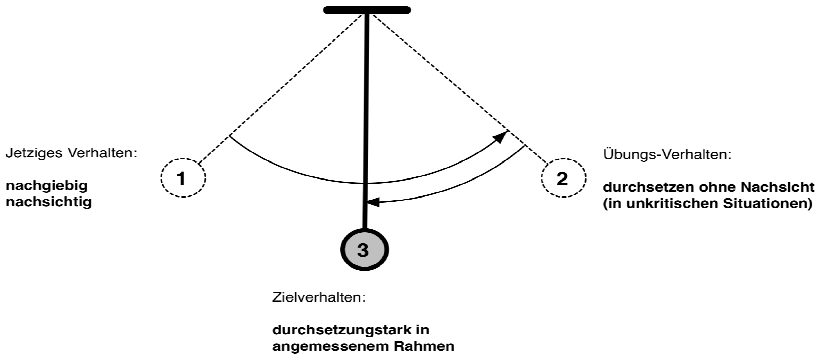 Jetziges Verhalten:
nachgiebig
nachsichtig
1
2
Übungs-Verhalten:
durchsetzen ohne Nachsicht
(in unkritischen Situationen)
3
Zielverhalten:
durchsetzungstark in
angemessenem Rahmen